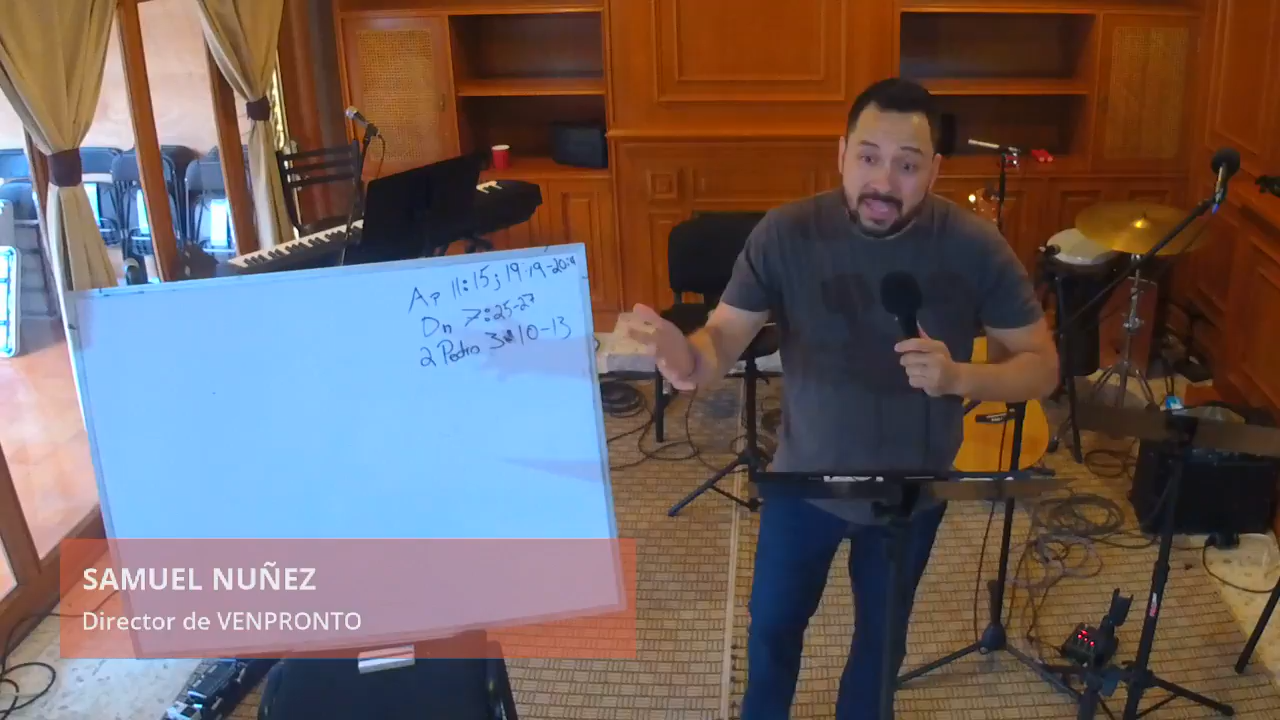 Ap 11:15; 19:19-20:4
Dn 7:25-27
2 Pedro 3:10-13
SAMUEL NUÑEZ
Director de VENPRONTO